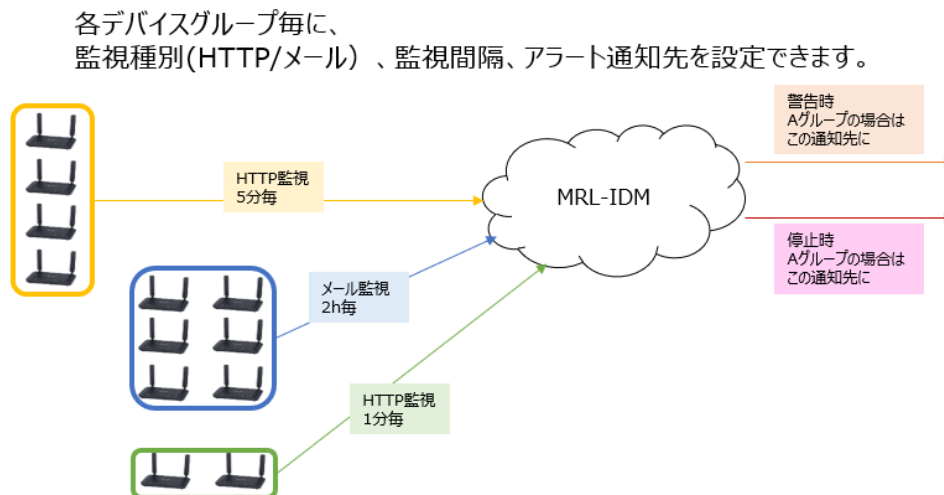 各デバイスグループ毎に、
監視種別(HTTP/メール）、監視間隔、アラート通知先を設定できます。
警告時
Aグループの場合は
この通知先に
HTTP監視
5分毎
MRL-IDM
停止時
Aグループの場合は
この通知先に
メール監視
2h毎
HTTP監視
1分毎